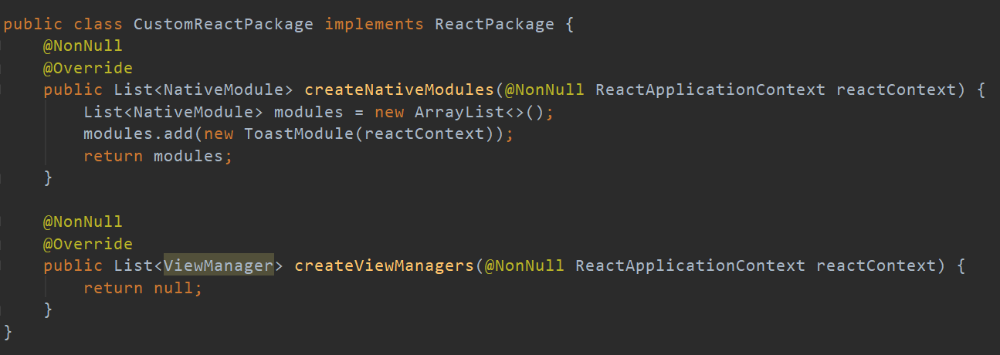 public class CustomReactPackage implements ReactPackage {
    @NonNull
    @Override
    public List<NativeModule> createNativeModules(@NonNull ReactApplicationContext reactContext) {
        List<NativeModule> modules = new ArrayList<>();
        modules.add(new ToastModule(reactContext));
        return modules;
    }

    @NonNull
    @Override
    public List<ViewManager> createViewManagers(@NonNull ReactApplicationContext reactContext) {
        return null;
    }
}